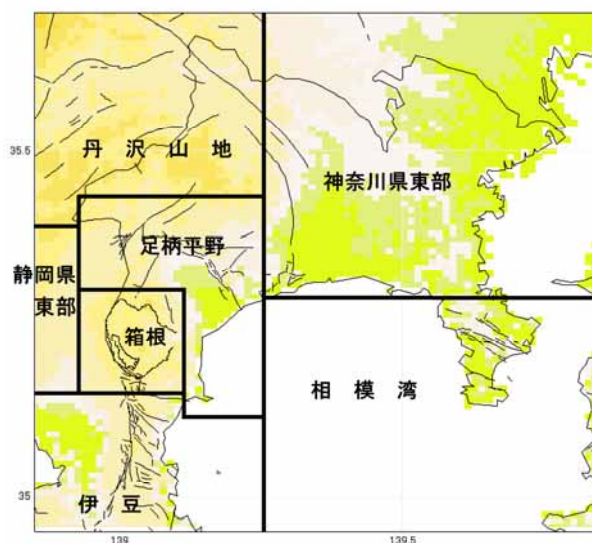 35.5
丹 沢 山 地
神奈川県東部
足柄平野
静岡県
東部
箱根
相 模 湾
35
伊 豆
139
139.5